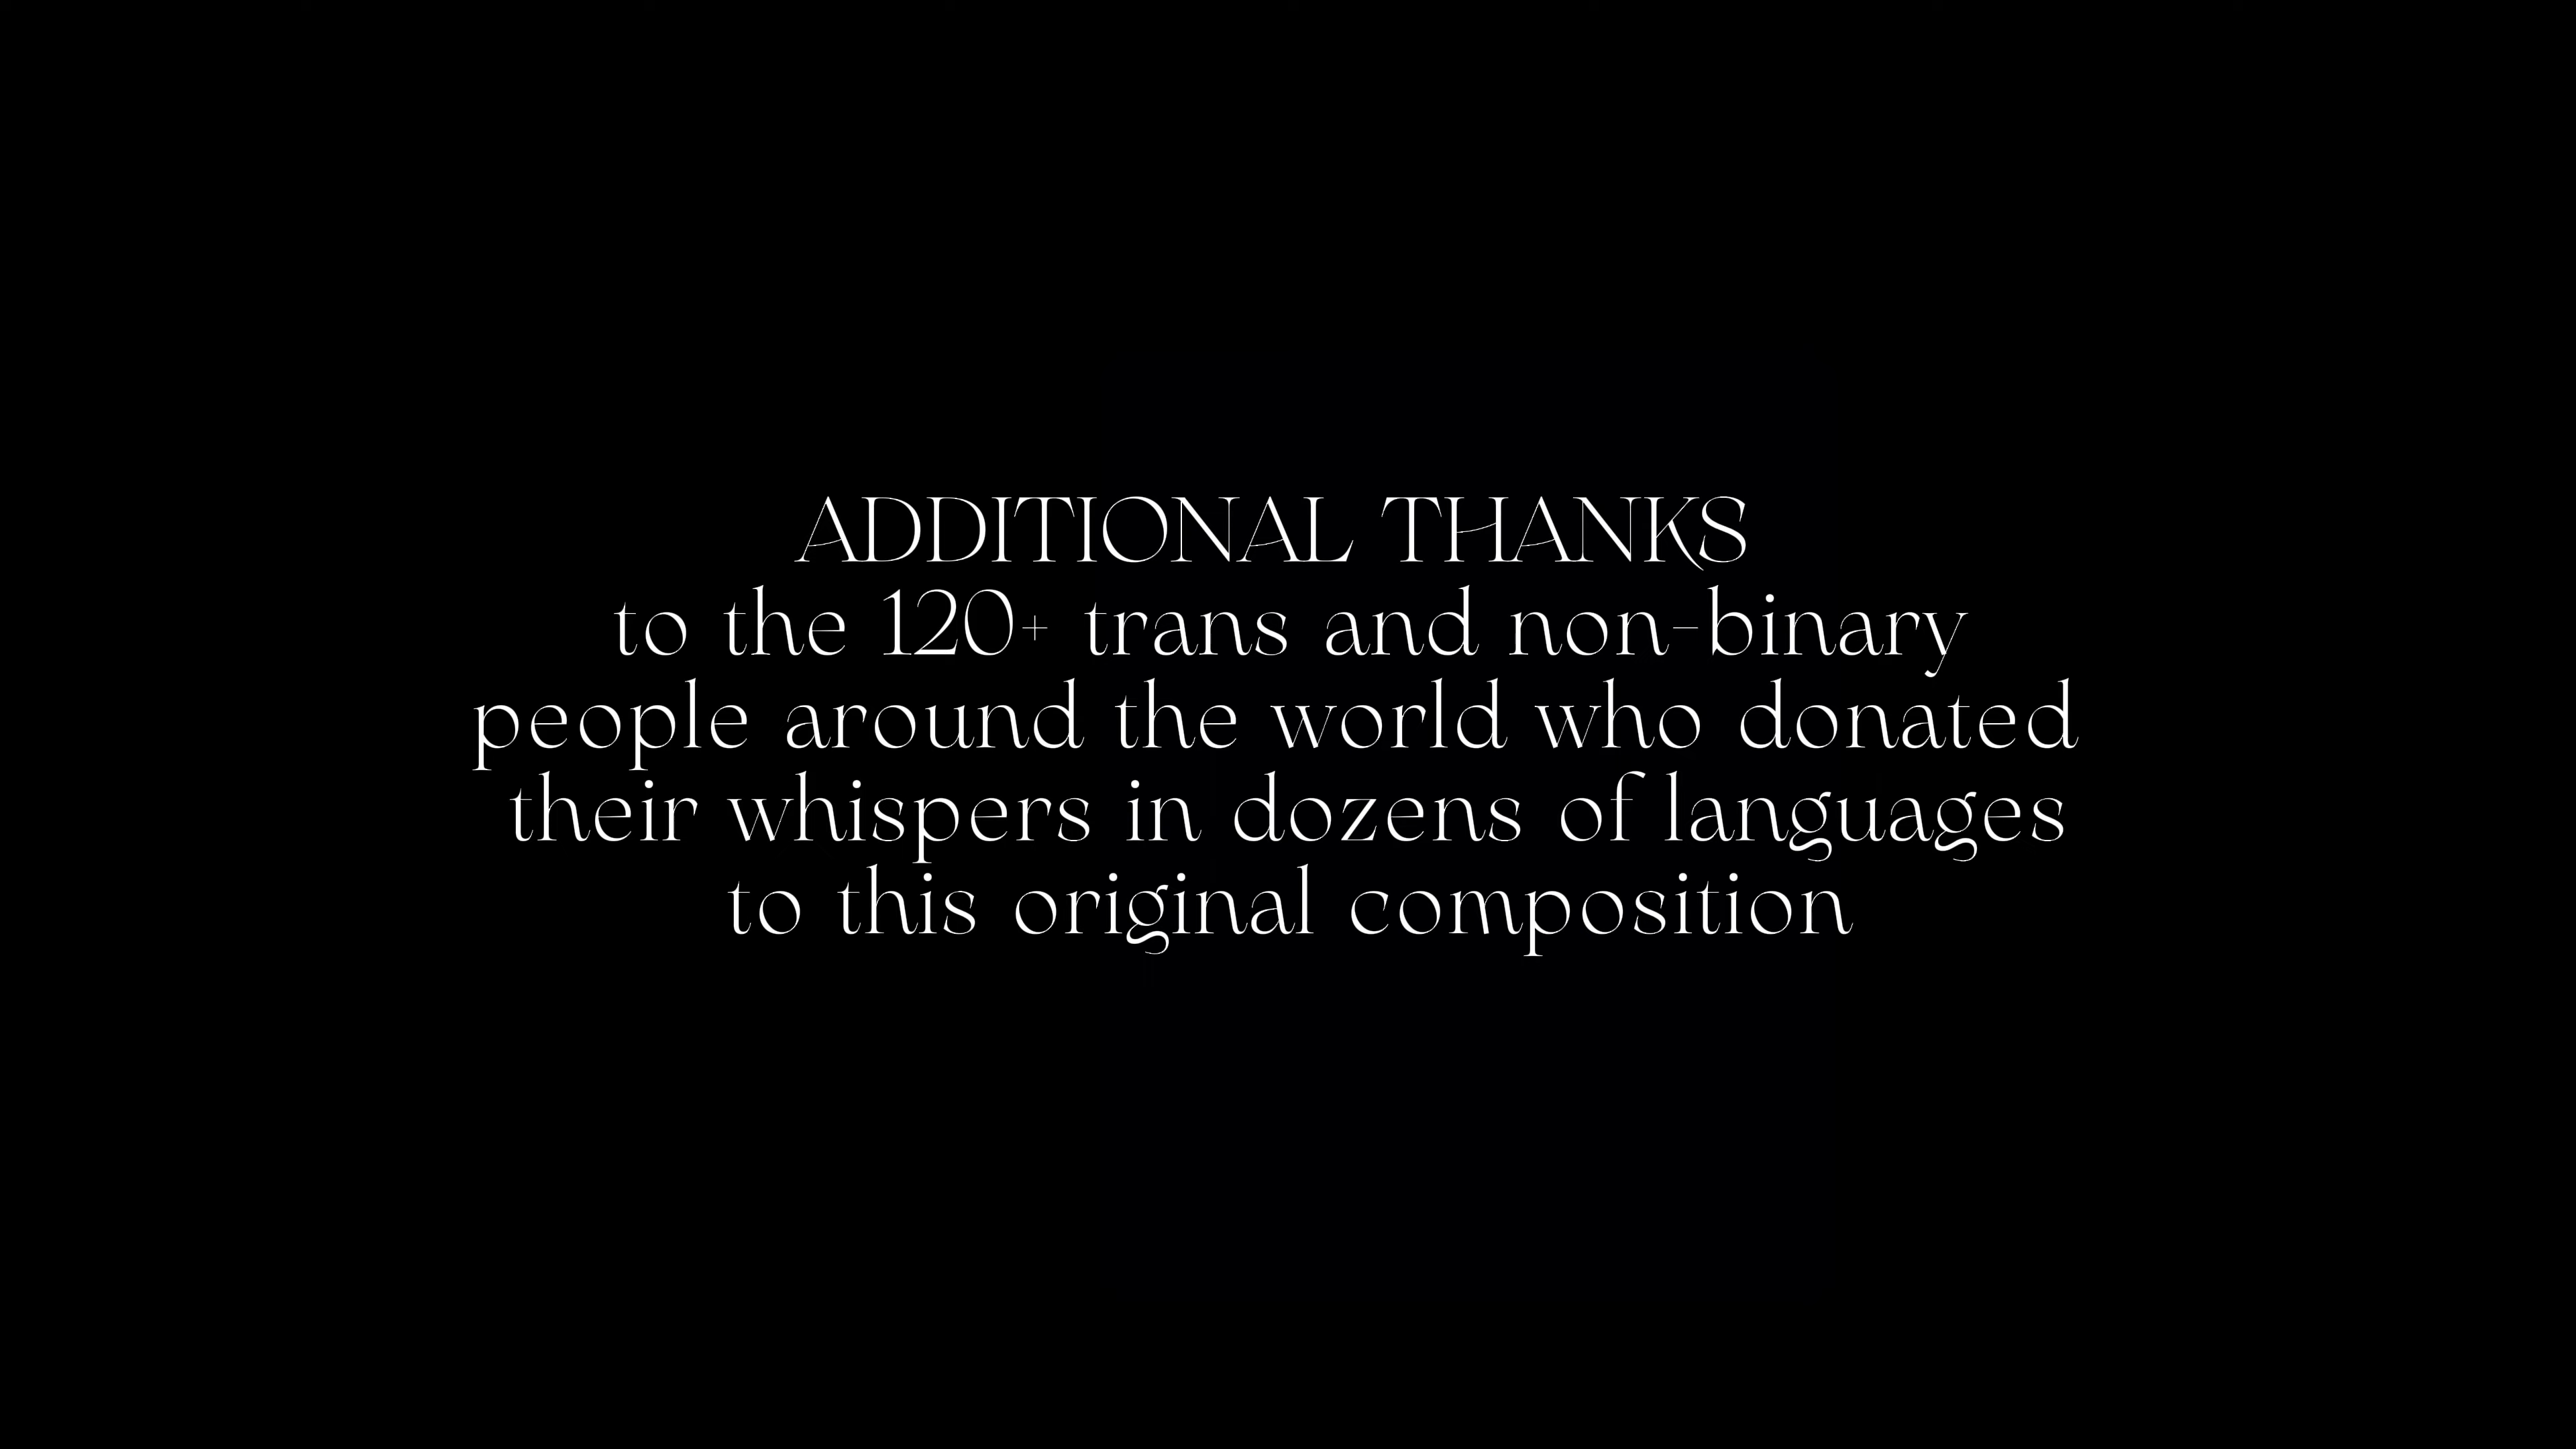 ADDITIONAL THANKS
to the 120+ trans and non-binary
people around the world who donated
their whispers in dozens of languages
to this original composition